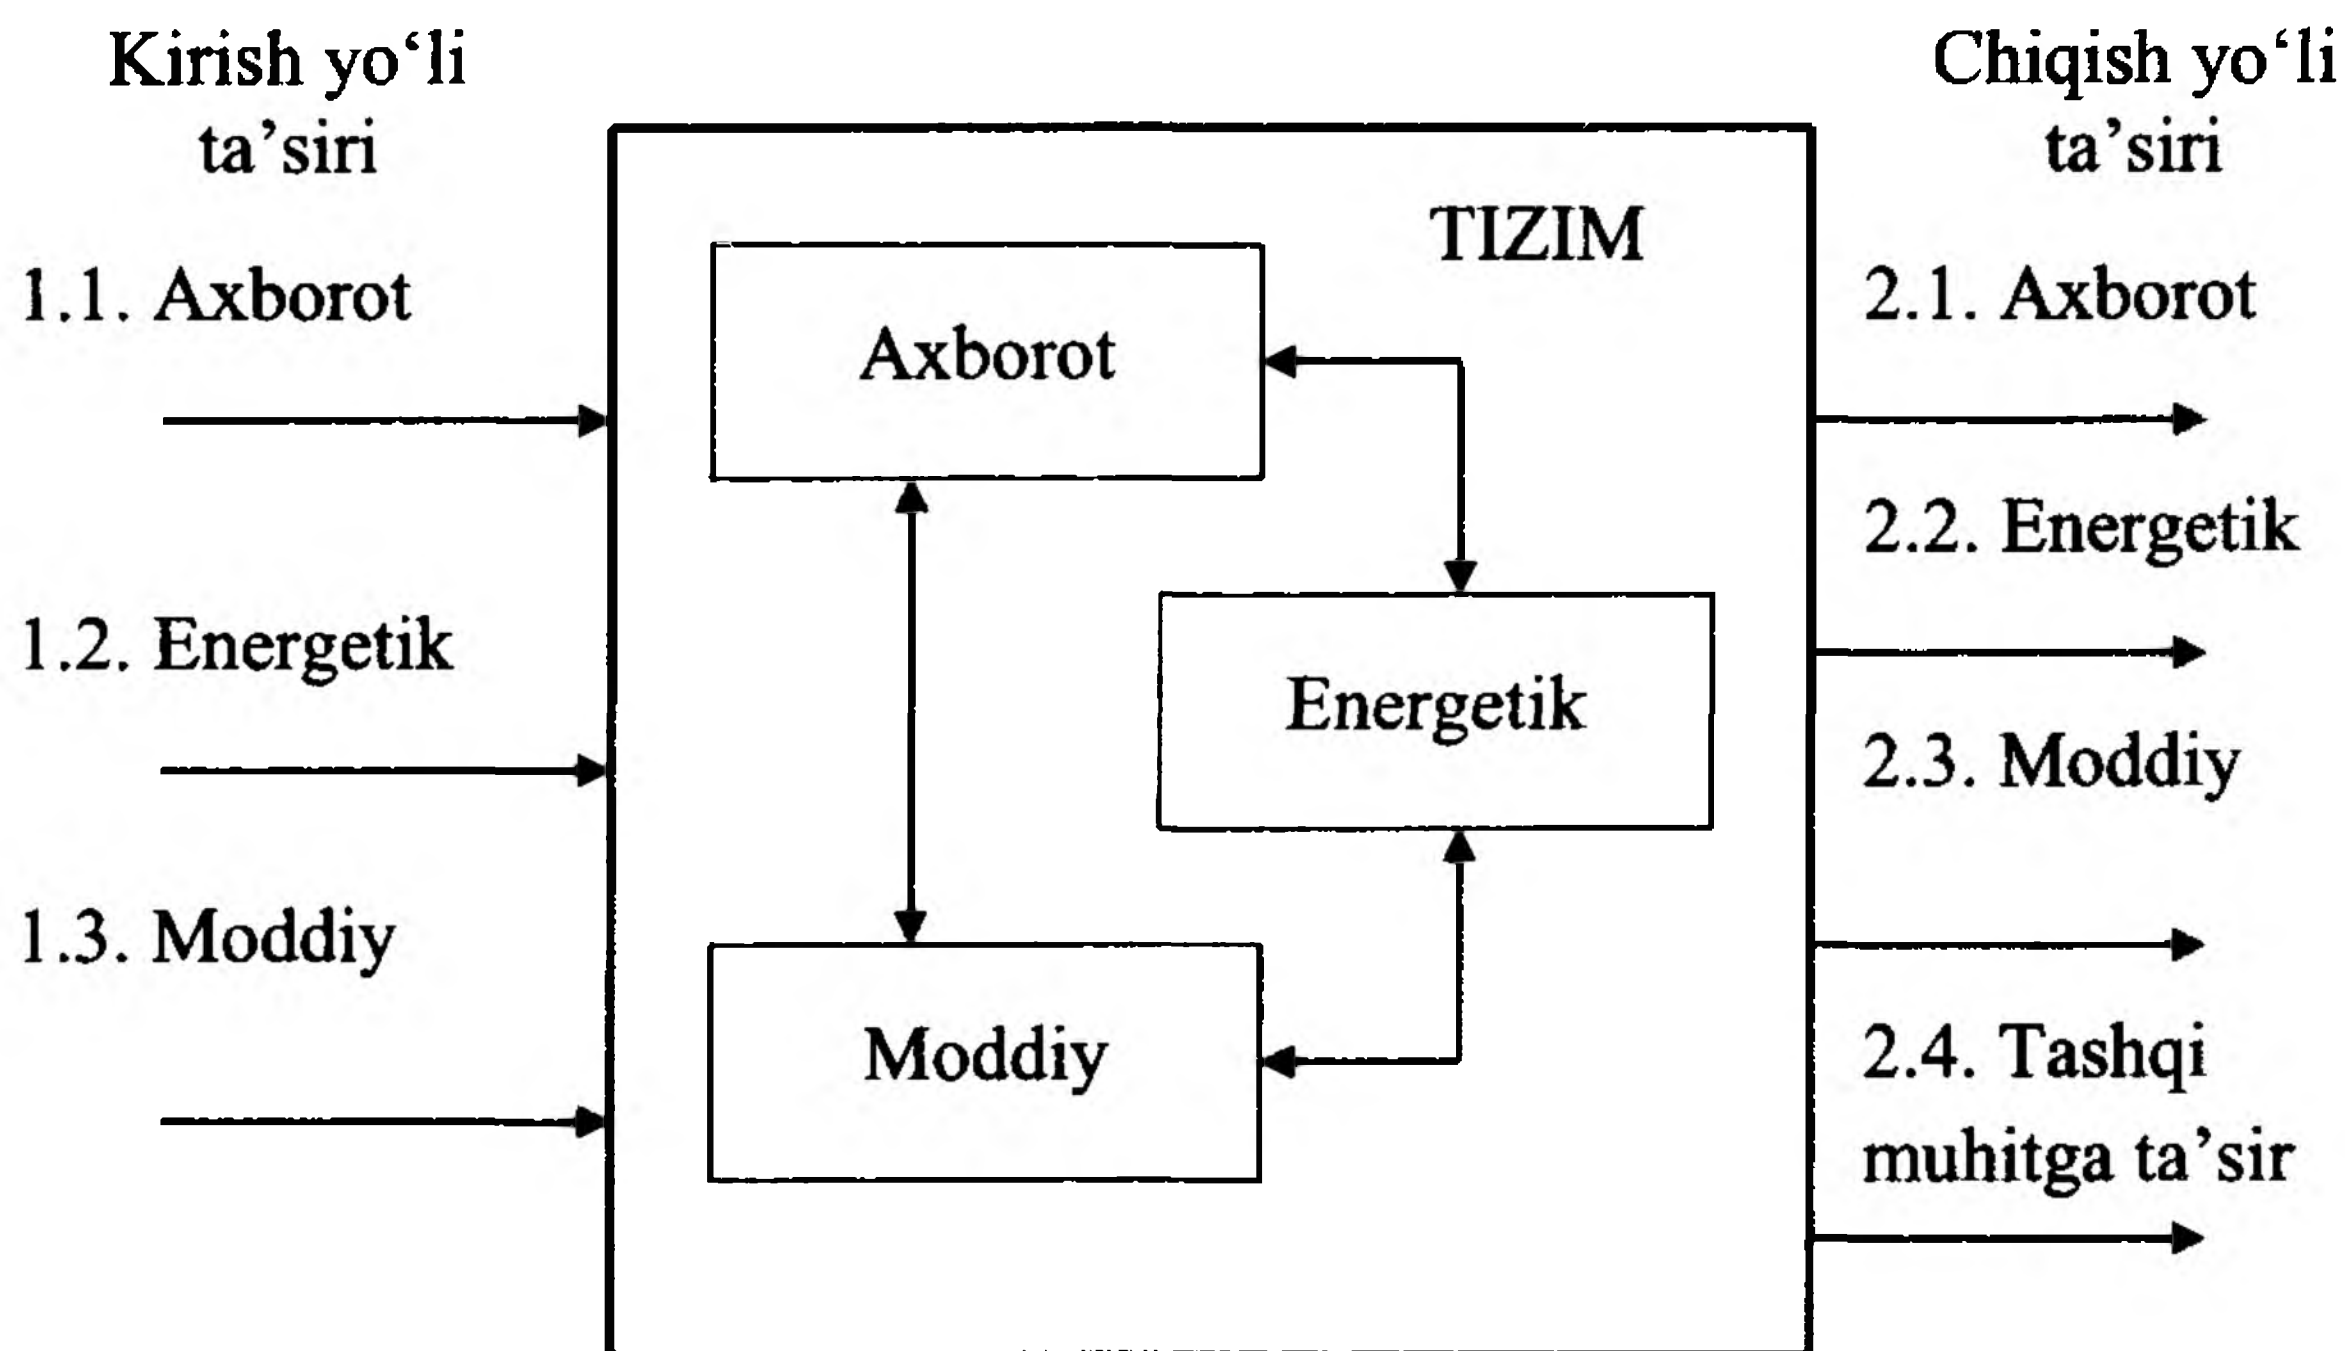 Kirish yo‘li
ta’siri
1.1. Axborot
1.2. Energetik
1.3. Moddiy
TIZIM
Axborot
Energetik
Moddiy
Chiqish yo‘li
ta’siri
2.1. Axborot
2.2. Energetik
2.3. Moddiy
2.4. Tashqi
muhitga ta’sir